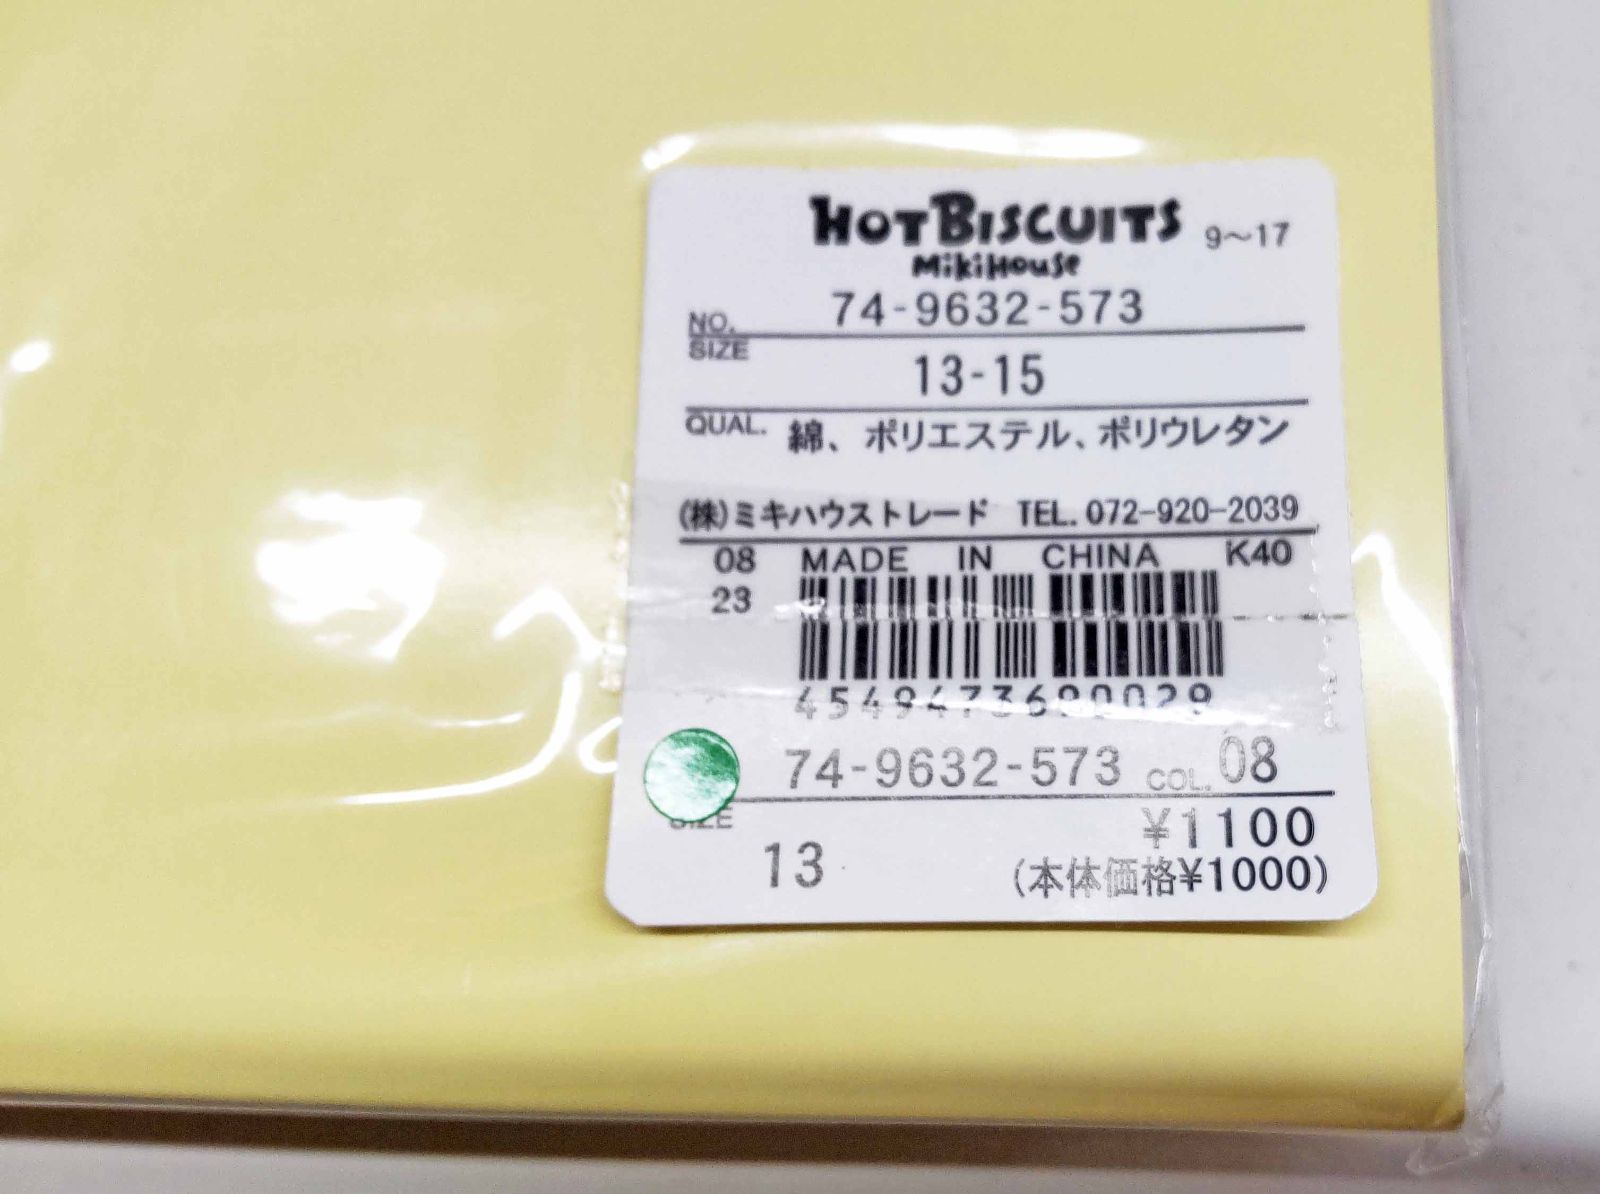 HOT BISCUITS 9～17
MIKIHOUSE
NO. 74-9632-573
SIZE 13-15
QUAL. 綿、ポリエステル、ポリウレタン
(株)ミキハウストレード TEL.072-920-2039
08 MADE IN CHINA K40
23
4549473690029
74-9632-573 COL. 08
SIZE 13
¥1100
(本体価格¥1000)